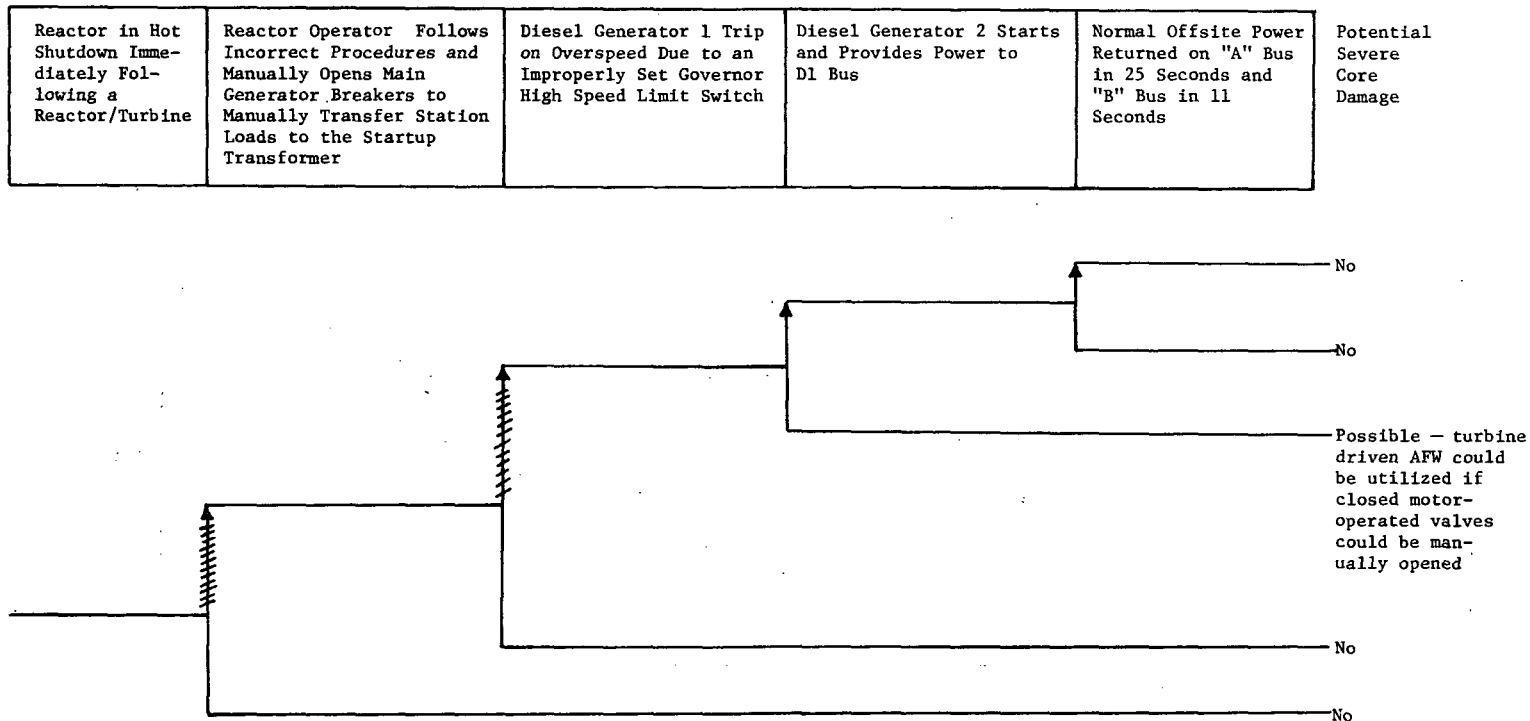 Reactor in Hot
Shutdown Imme-
diately Fol-
lowing a
Reactor/Turbine
Reactor Operator Follows
Incorrect Procedures and
Manually Opens Main
Generator Breakers to
Manually Transfer Station
Loads to the Startup
Transformer
Diesel Generator 1 Trip
on Overspeed Due to an
Improperly Set Governor
High Speed Limit Switch
Diesel Generator 2 Starts
and Provides Power to
D1 Bus
Normal Offsite Power
Returned on "A" Bus
in 25 Seconds and
"B" Bus in 11
Seconds
Potential
Severe
Core
Damage
No
No
Possible — turbine
driven AFW could
be utilized if
closed motor-
operated valves
could be man-
ually opened
No
No